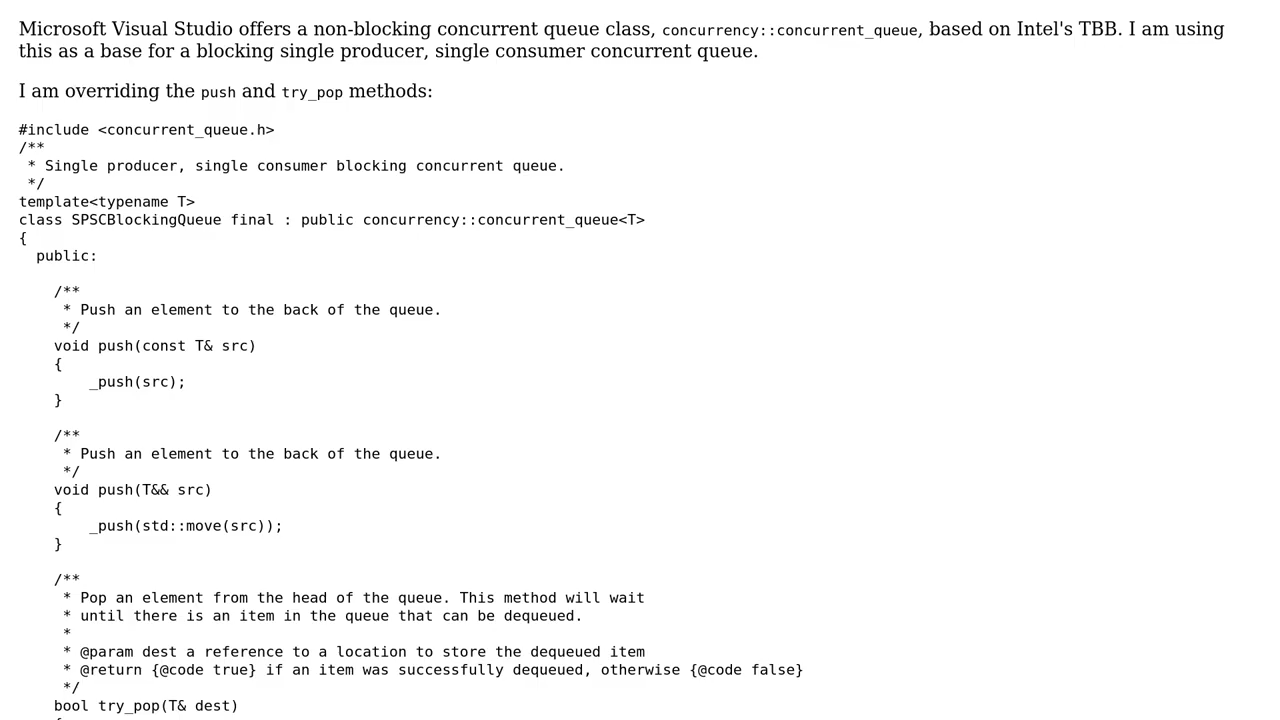 Microsoft Visual Studio offers a non-blocking concurrent queue class, concurrency::concurrent_queue, based on Intel's TBB. I am using
this as a base for a blocking single producer, single consumer concurrent queue.
I am overriding the push and try_pop methods:
#include <concurrent_queue.h>
/**
 * Single producer, single consumer blocking concurrent queue.
 */
template<typename T>
class SPSCBlockingQueue final : public concurrency::concurrent_queue<T>
{
  public:
    /**
     * Push an element to the back of the queue.
     */
    void push(const T& src)
    {
        _push(src);
    }
    /**
     * Push an element to the back of the queue.
     */
    void push(T&& src)
    {
        _push(std::move(src));
    }
    /**
     * Pop an element from the head of the queue. This method will wait
     * until there is an item in the queue that can be dequeued.
     *
     * @param dest a reference to a location to store the dequeued item
     * @return {@code true} if an item was successfully dequeued, otherwise {@code false}
     */
    bool try_pop(T& dest)